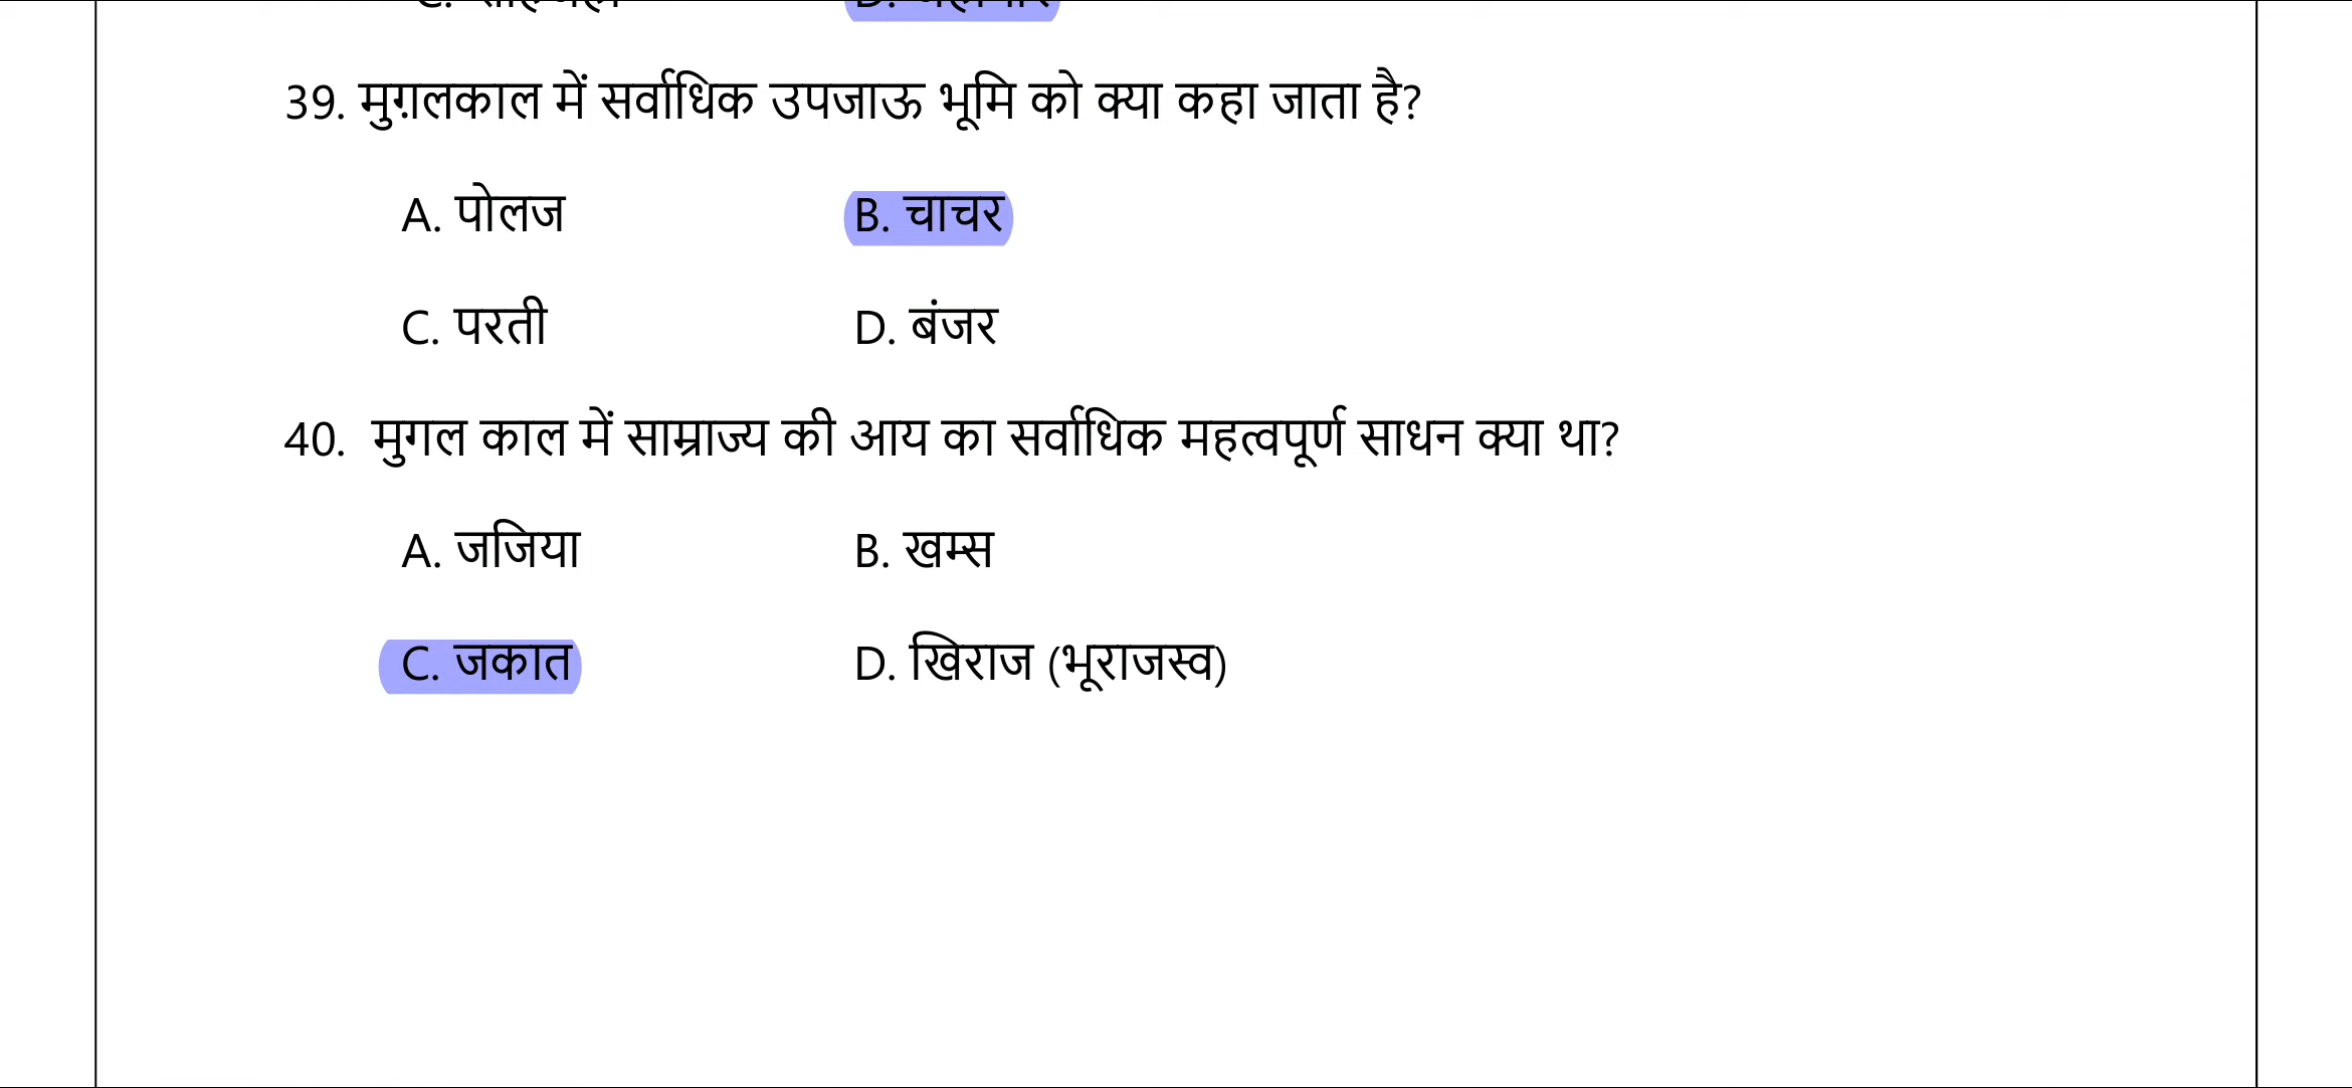 39. मुग़लकाल में सर्वाधिक उपजाऊ भूमि को क्या कहा जाता है?
A. पोलज B. चाचर
C. परती D. बंजर
40. मुगल काल में साम्राज्य की आय का सर्वाधिक महत्वपूर्ण साधन क्या था?
A. जजिया B. खम्स
C. जकात D. खिराज (भूराजस्व)